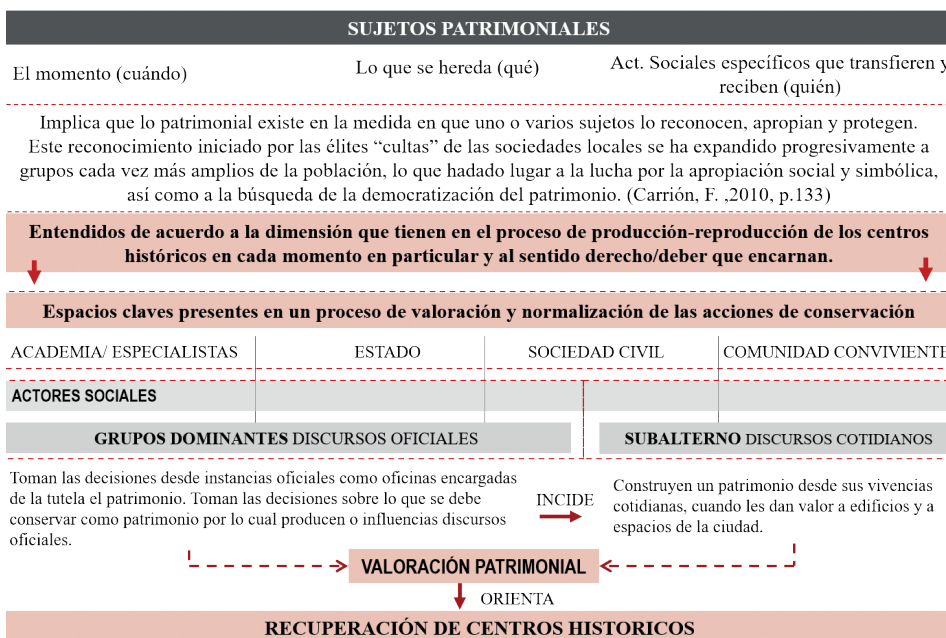 SUJETOS PATRIMONIALES
El momento (cuándo)
Lo que se hereda (qué)
Act. Sociales específicos que transfieren y
reciben (quién)
Implica que lo patrimonial existe en la medida en que uno o varios sujetos lo reconocen, apropian y protegen.
Este reconocimiento iniciado por las élites “cultas” de las sociedades locales se ha expandido progresivamente a
grupos cada vez más amplios de la población, lo que hadado lugar a la lucha por la apropiación social y simbólica,
así como a la búsqueda de la democratización del patrimonio. (Carrión, F. ,2010, p.133)
Entendidos de acuerdo a la dimensión que tienen en el proceso de producción-reproducción de los centros
históricos en cada momento en particular y al sentido derecho/deber que encarnan.
Espacios claves presentes en un proceso de valoración y normalización de las acciones de conservación
ACADEMIA/ ESPECIALISTAS
ESTADO
SOCIEDAD CIVIL
COMUNIDAD CONVIVIENTE
ACTORES SOCIALES
GRUPOS DOMINANTES DISCURSOS OFICIALES
SUBALTERNO DISCURSOS COTIDIANOS
Toman las decisiones desde instancias oficiales como oficinas encargadas
de la tutela el patrimonio. Toman las decisiones sobre lo que se debe
conservar como patrimonio por lo cual producen o influencias discursos
oficiales.
INCIDE
Construyen un patrimonio desde sus vivencias
cotidianas, cuando les dan valor a edificios y a
espacios de la ciudad.
VALORACIÓN PATRIMONIAL
ORIENTA
RECUPERACIÓN DE CENTROS HISTORICOS